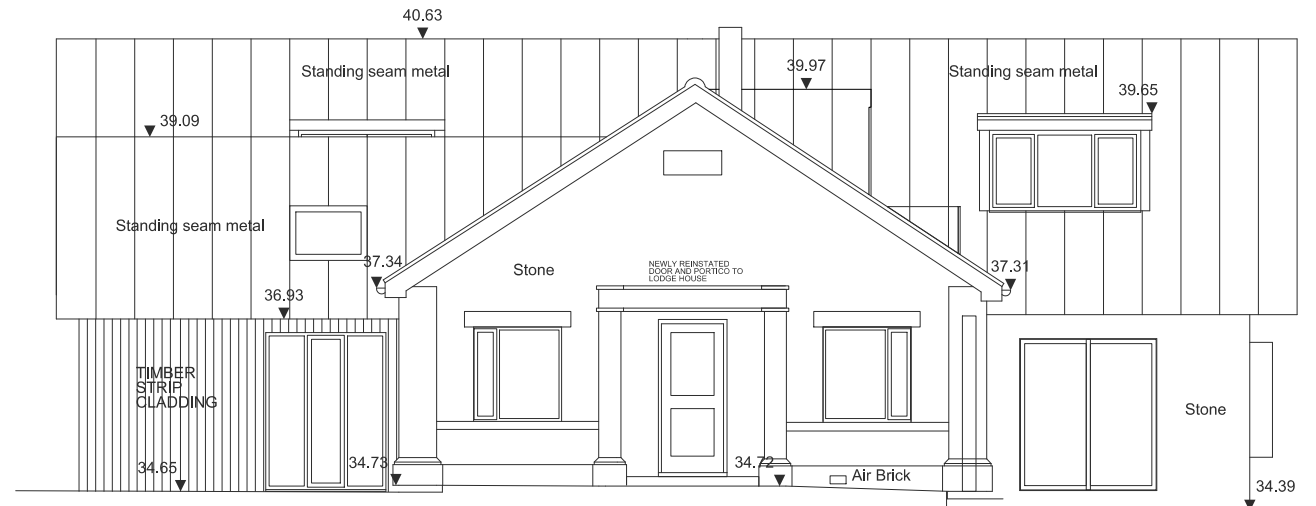 40.63
Standing seam metal
39.97
Standing seam metal
39.65
39.09
Standing seam metal
37.34
Stone
NEWLY REINSTATED
DOOR AND PORTICO TO
LODGE HOUSE
37.31
36.93
TIMBER
STRIP
CLADDING
Stone
34.65
34.73
34.72
Air Brick
34.39